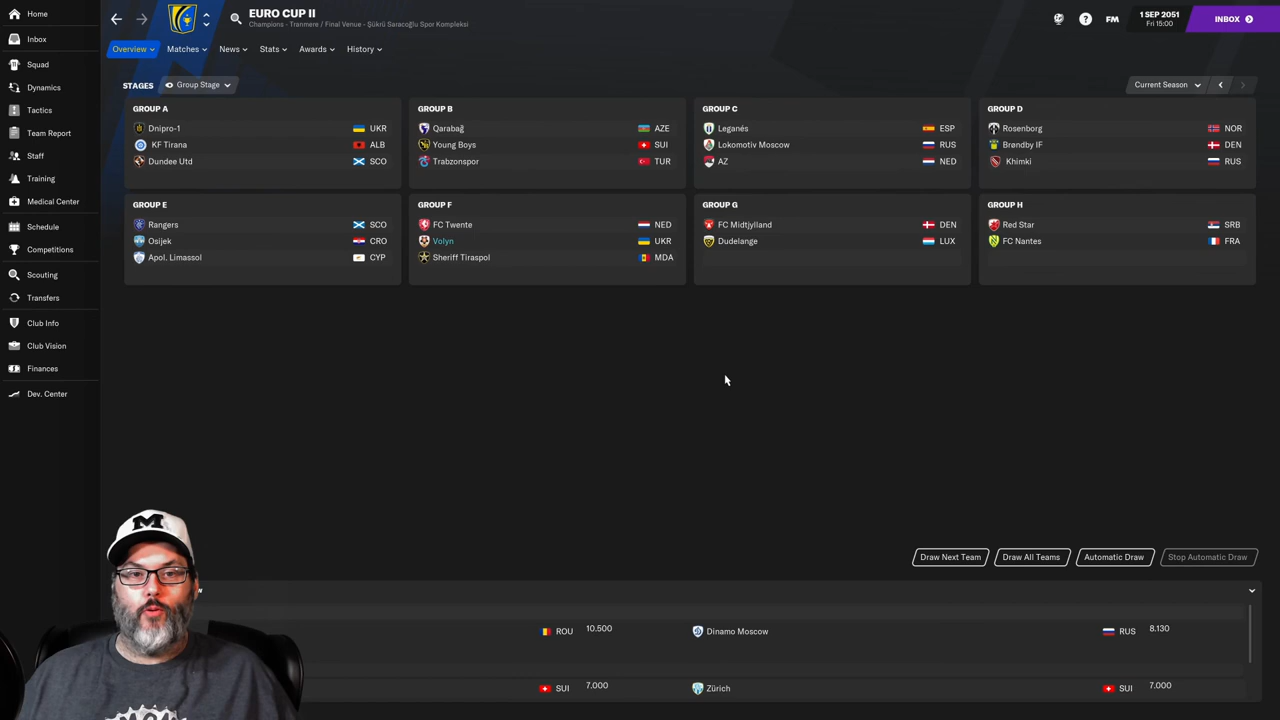 Home
Inbox
Squad
Dynamics
Tactics
Team Report
Staff
Training
Medical Center
Schedule
Competitions
Scouting
Transfers
Club Info
Club Vision
Finances
Dev. Center
EURO CUP II
Champions - Tranmere / Final Venue - Şükrü Saracoğlu Spor Kompleksi
FM
1 SEP 2051
Fri 15:00
INBOX
Overview
Matches
News
Stats
Awards
History
STAGES
Group Stage
Current Season
GROUP A
Dnipro-1 UKR
KF Tirana ALB
Dundee Utd SCO
GROUP B
Qarabağ AZE
Young Boys SUI
Trabzonspor TUR
GROUP C
Leganés ESP
Lokomotiv Moscow RUS
AZ NED
GROUP D
Rosenborg NOR
Brøndby IF DEN
Khimki RUS
GROUP E
Rangers SCO
Osijek CRO
Apol. Limassol CYP
GROUP F
FC Twente NED
Volyn UKR
Sheriff Tiraspol MDA
GROUP G
FC Midtjylland DEN
Dudelange LUX
GROUP H
Red Star SRB
FC Nantes FRA
Draw Next Team
Draw All Teams
Automatic Draw
Stop Automatic Draw
ROU 10.500 Dinamo Moscow RUS 8.130
SUI 7.000 Zürich SUI 7.000
M